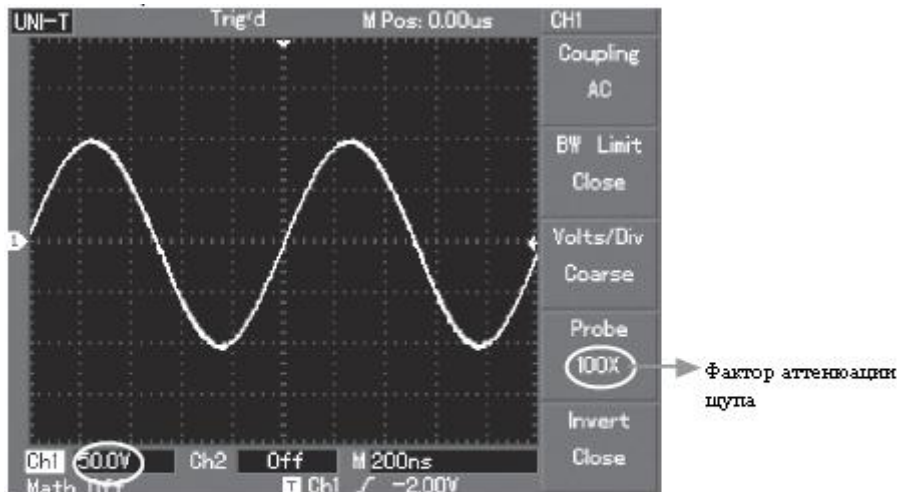 UNI-T Trig'd M Pos: 0.00us CH1
Coupling
AC
BW Limit
Close
Volts/Div
Coarse
Probe
100X
Фактор аттенюации
щупа
Invert
Close
1
Ch1 50.0V Ch2 Off M 200ns
Math Off T Ch1 -2.00V